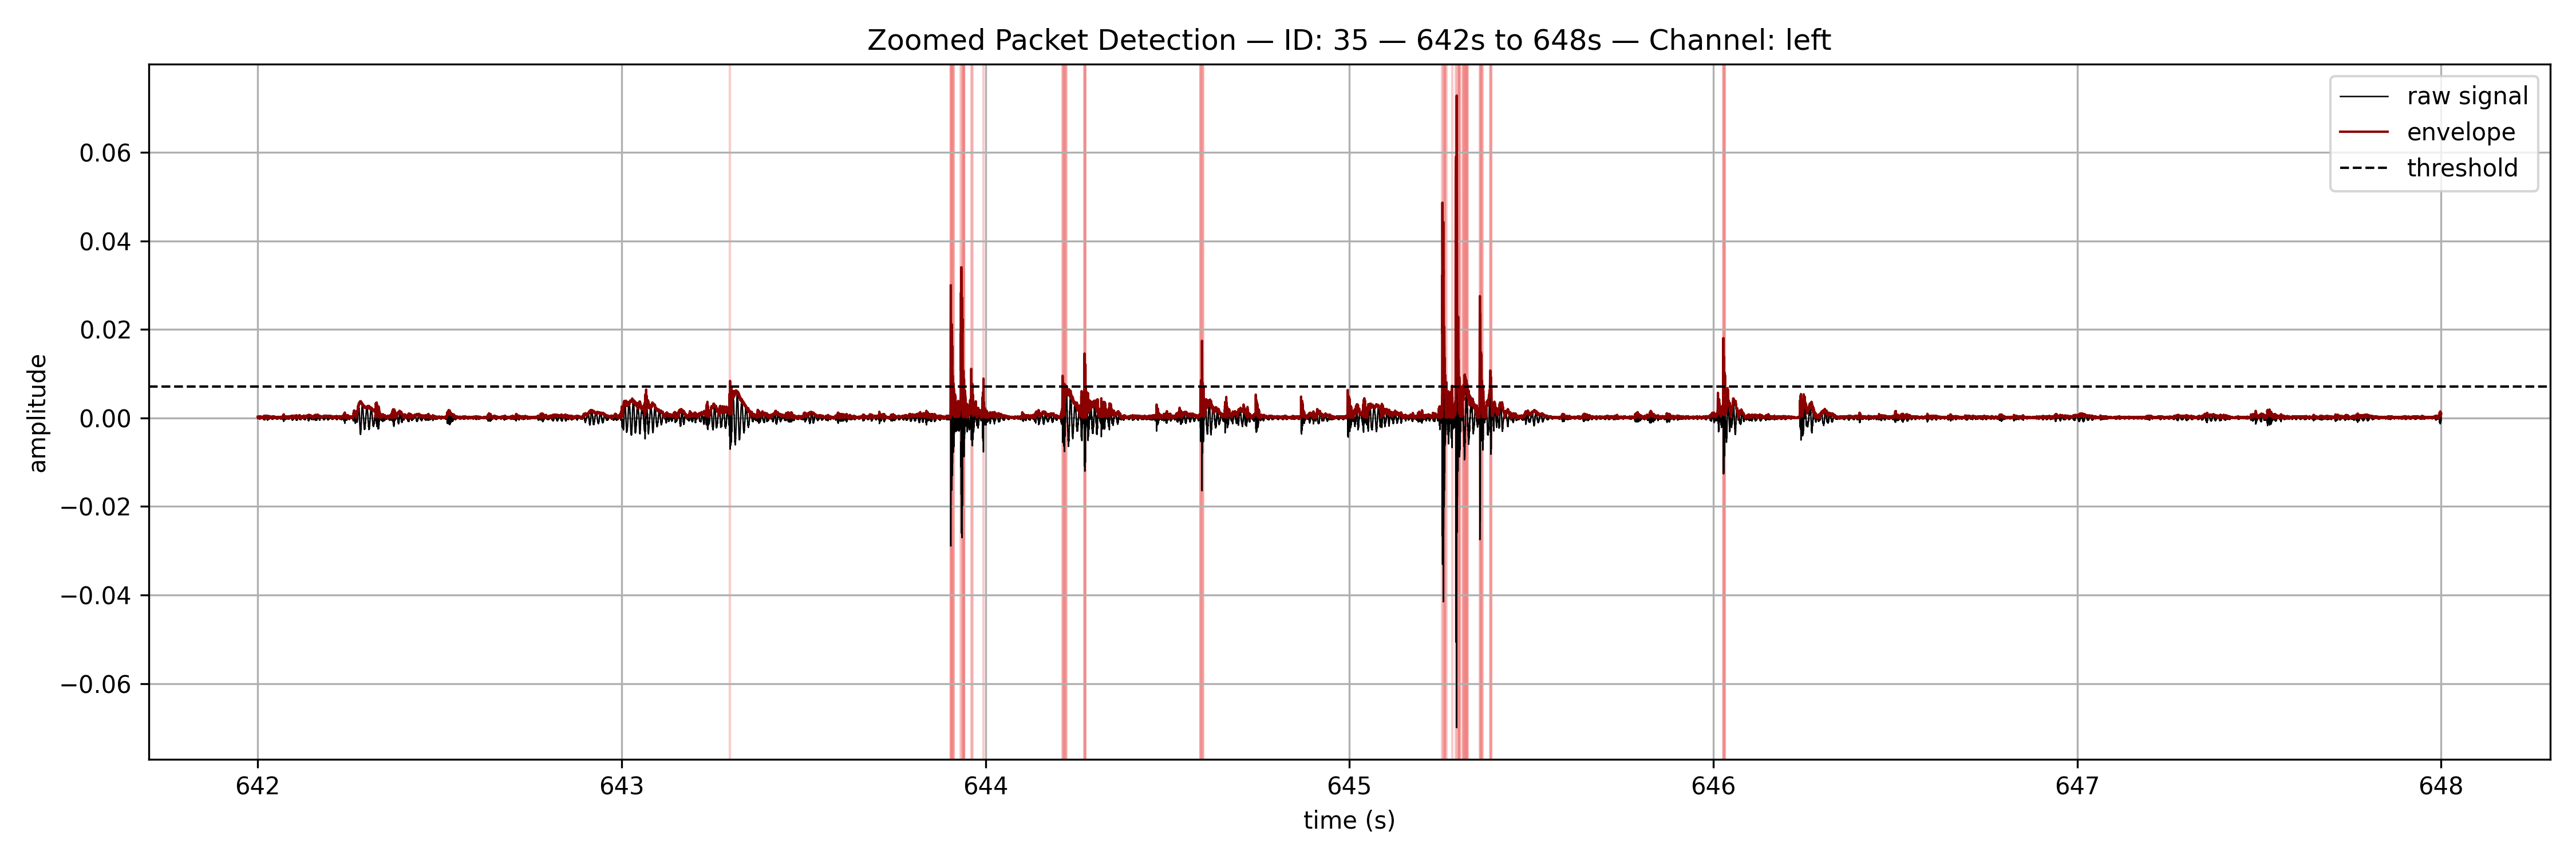 Zoomed Packet Detection — ID: 35 — 642s to 648s — Channel: left
raw signal
envelope
threshold
0.06
0.04
0.02
0.00
−0.02
−0.04
−0.06
amplitude
642 643 644 645 646 647 648
time (s)